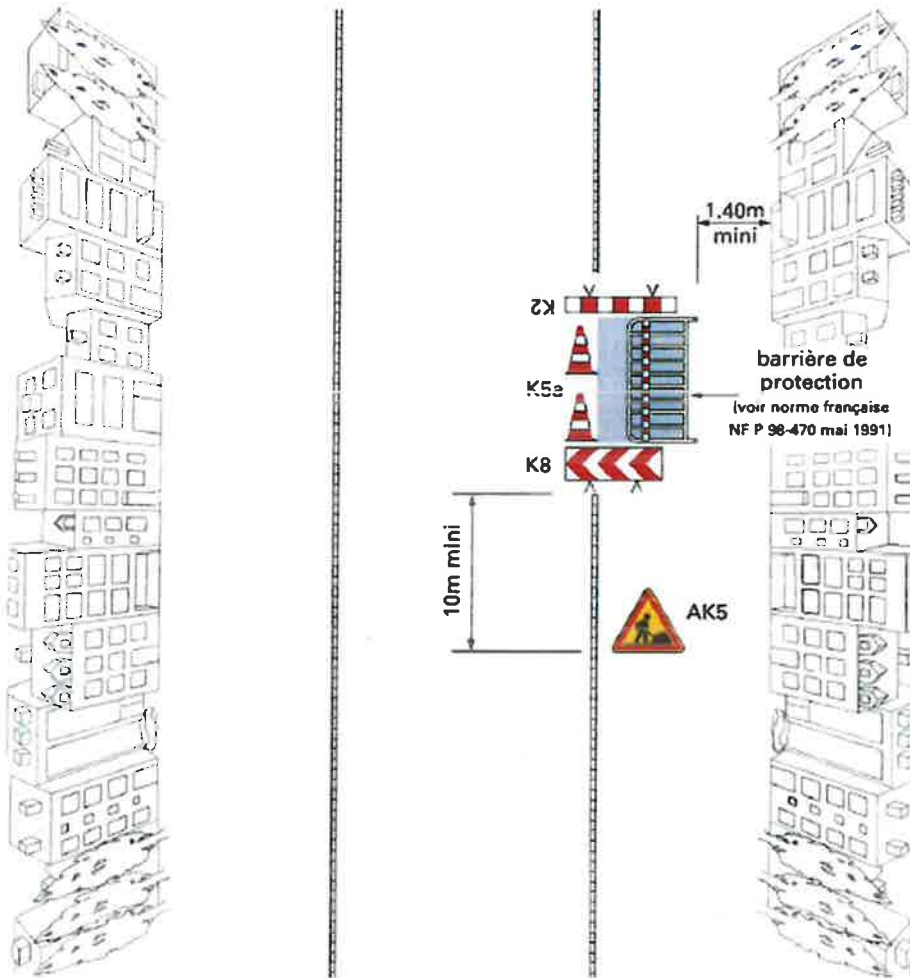 1.40m
mini
K2
K5a
barrière de
protection
(voir norme française
NF P 98-470 mai 1991)
K8
10m mini
AK5